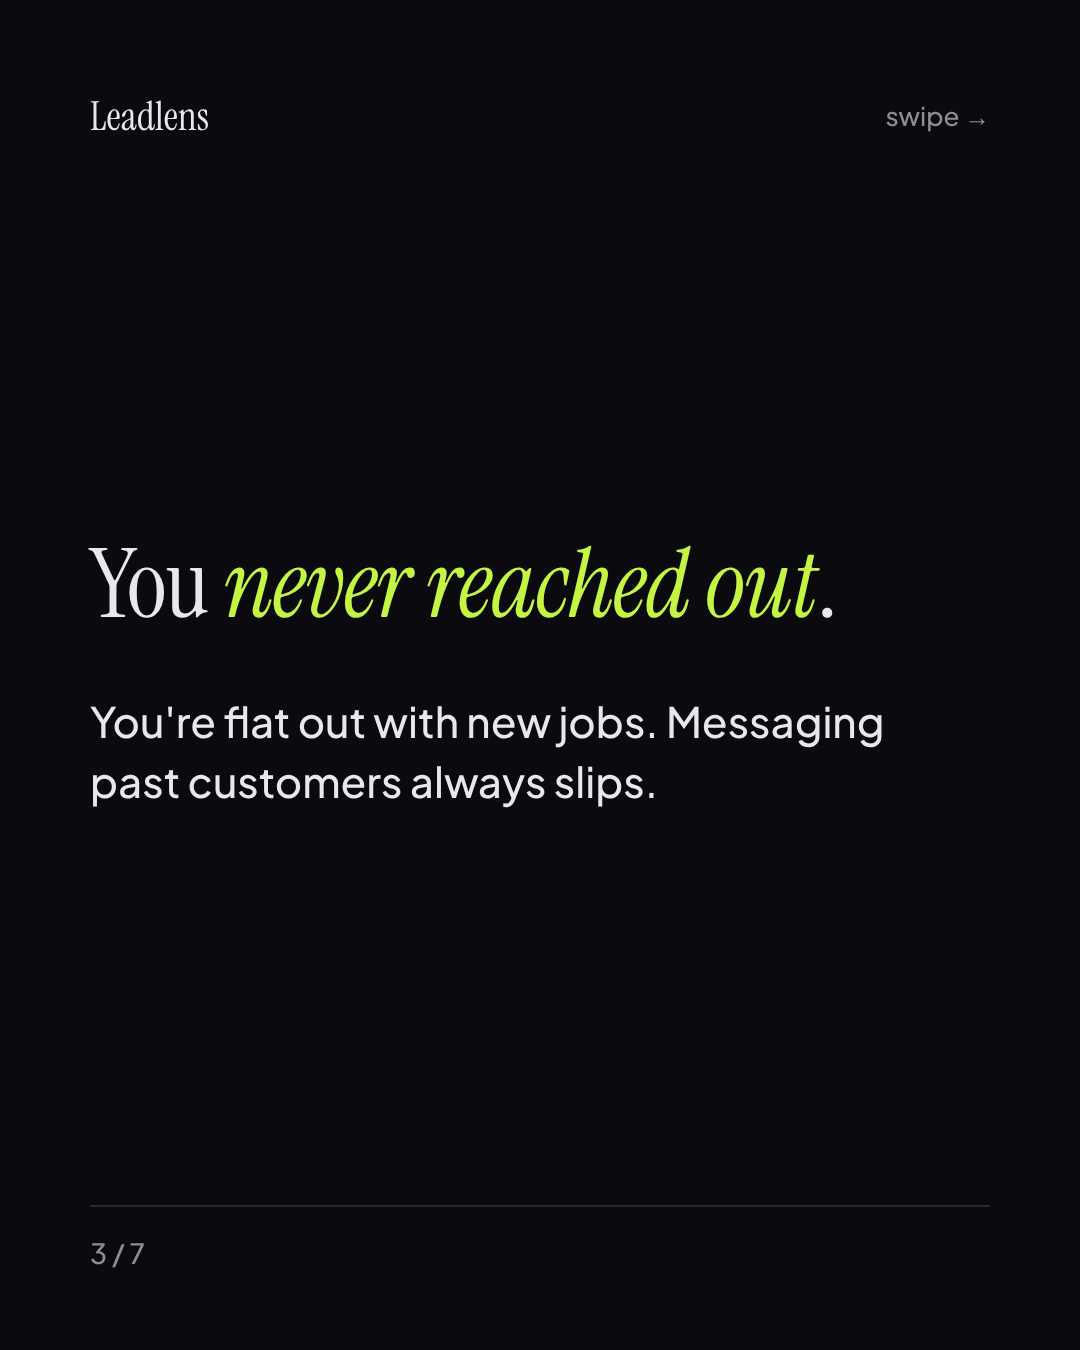 Leadlens
swipe →
You never reached out.
You're flat out with new jobs. Messaging
past customers always slips.
3 / 7